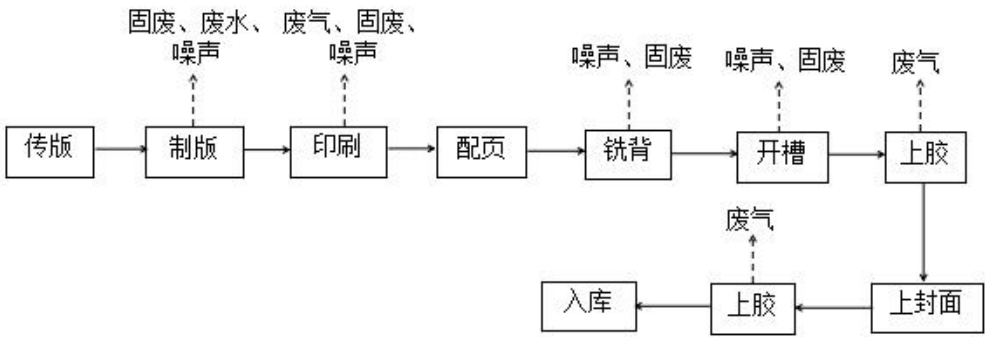 固废、废水、
噪声
废气、固废、
噪声
噪声、固废
噪声、固废
废气
传版
制版
印刷
配页
铣背
开槽
上胶
废气
入库
上胶
上封面